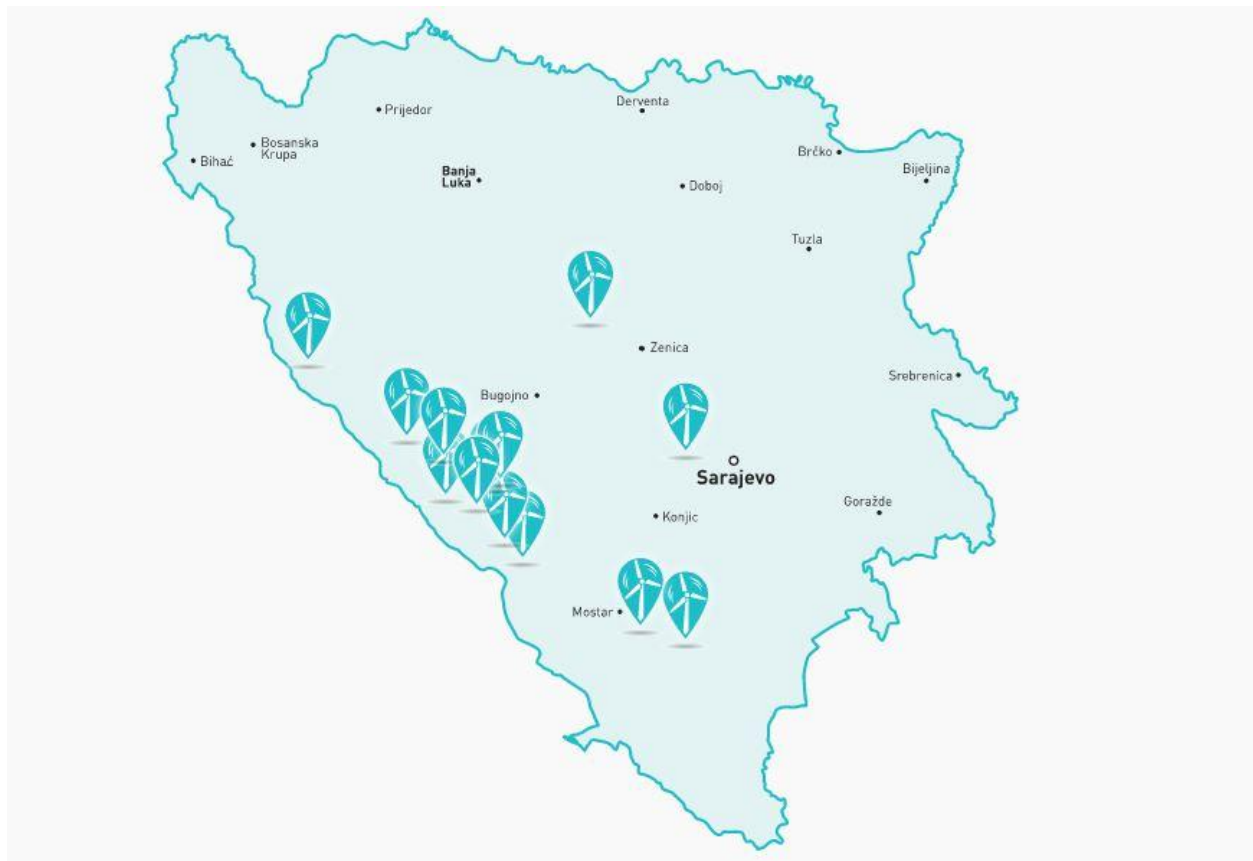 Derventa
Prijedor
Bosanska
Krupa
Bihać
Brčko
Bijeljina
Banja
Luka
Doboj
Tuzla
Zenica
Srebrenica
Bugojno
Sarajevo
Goražde
Konjic
Mostar